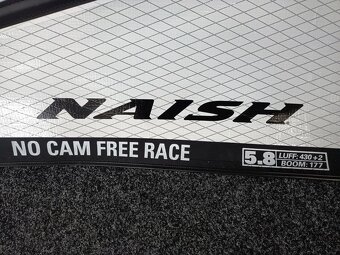 NAISH
NO CAM FREE RACE
5.8 LUFF: 430+2
BOOM: 177